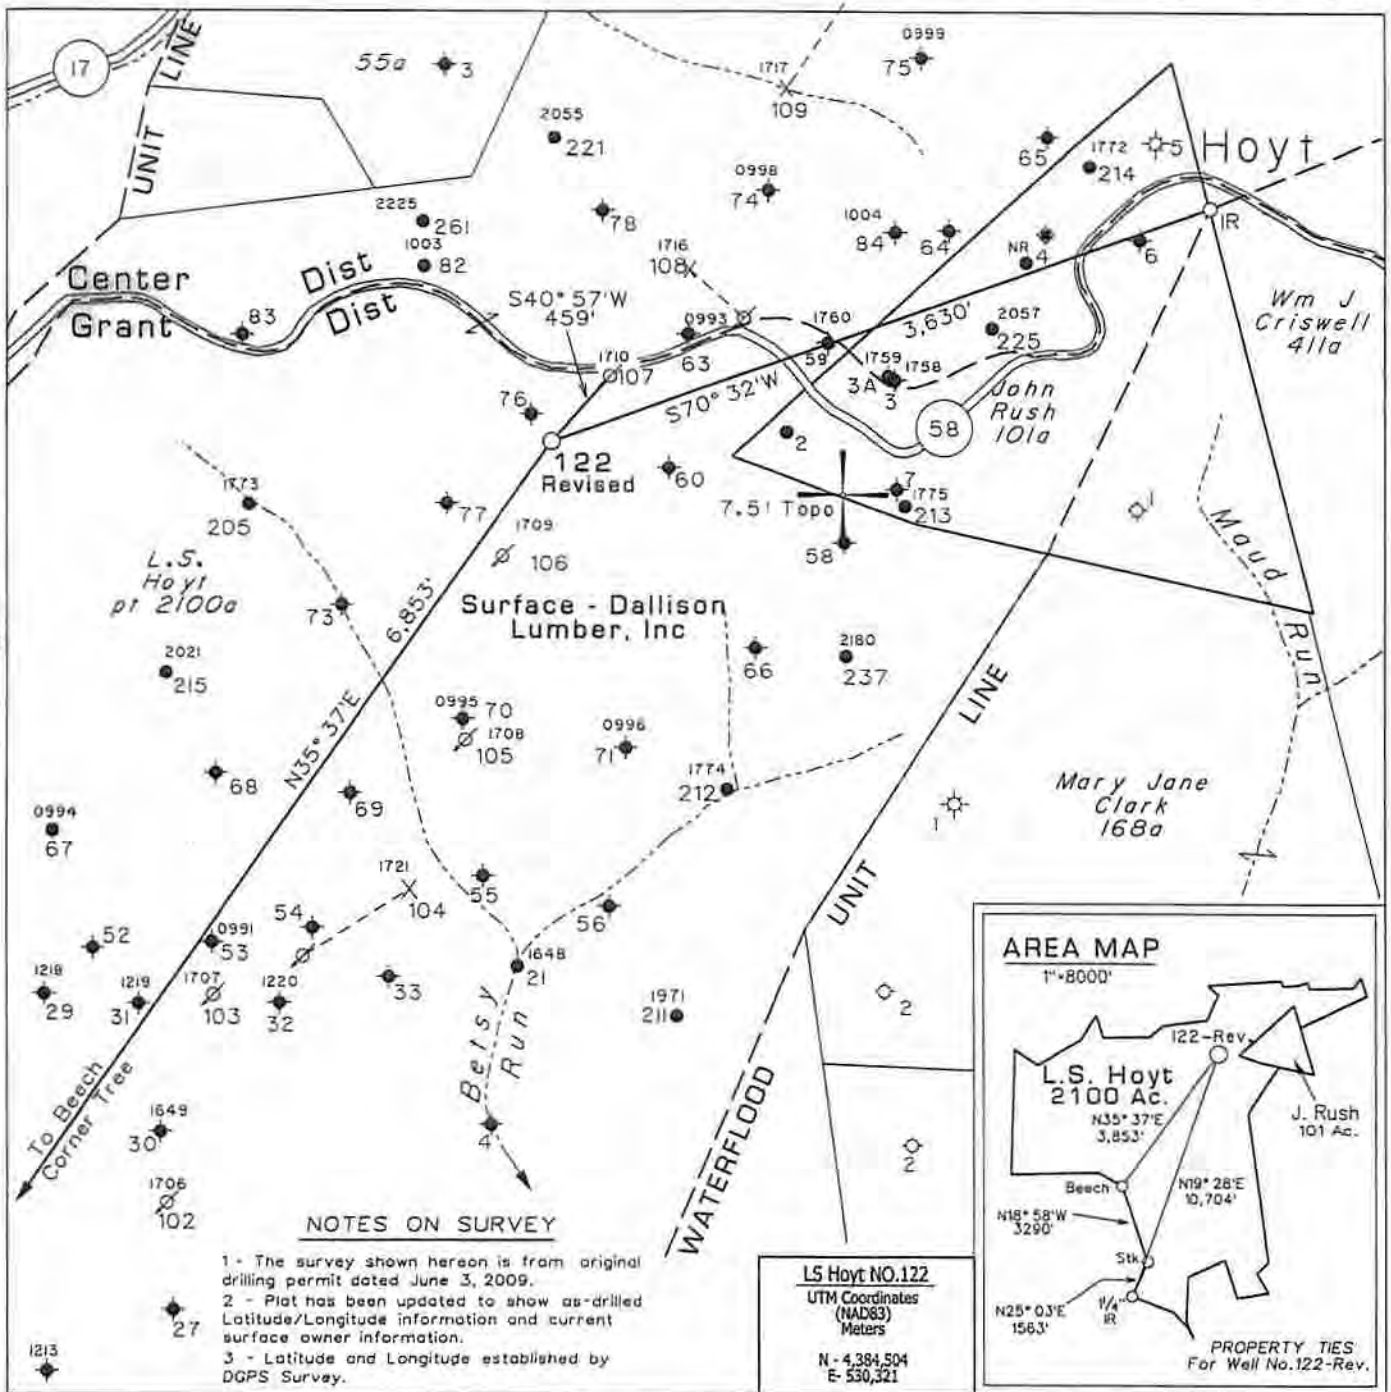 17
UNIT LINE
55a
3
0999
75
1717
109
2055
221
0998
74
65
1772
214
5
Hoyt
2225
261
78
1003
82
1716
108
1004
84
64
NR
4
6
IR
Center Dist
Grant Dist
83
S40° 57'W
459'
0993
63
1760
59
3,630'
2057
225
Wm J
Criswell
411a
1710
107
1759
3A
1758
3
John
Rush
101a
76
S70° 32'W
58
2
122
Revised
60
7
1775
213
7.5' Topo
58
1
Maud Run
1773
205
77
1709
106
L.S.
Hoyt
pt 2100a
73
6,853'
N35° 37'E
Surface - Dallison
Lumber, Inc
66
2180
237
2021
215
0995
70
1708
105
0996
71
1774
212
68
69
0994
67
1
Mary Jane
Clark
168a
WATERFLOOD UNIT LINE
1721
104
55
56
54
52
0991
53
1648
21
1218
29
1219
31
1707
103
1220
32
33
1971
211
2
2
Betsy Run
4
To Beech
Corner Tree
1649
30
1706
102
27
1213
NOTES ON SURVEY
1 - The survey shown hereon is from original
drilling permit dated June 3, 2009.
2 - Plat has been updated to show as-drilled
Latitude/Longitude information and current
surface owner information.
3 - Latitude and Longitude established by
DGPS Survey.
LS Hoyt NO.122
UTM Coordinates
(NAD83)
Meters
N - 4,384,504
E- 530,321
AREA MAP
1"=8000'
122-Rev.
L.S. Hoyt
2100 Ac.
N35° 37'E
3,853'
J. Rush
101 Ac.
Beech
N19° 28'E
10,704'
N18° 58'W
3290'
Stk
N25° 03'E
1563'
1¼"
IR
PROPERTY TIES
For Well No.122-Rev.